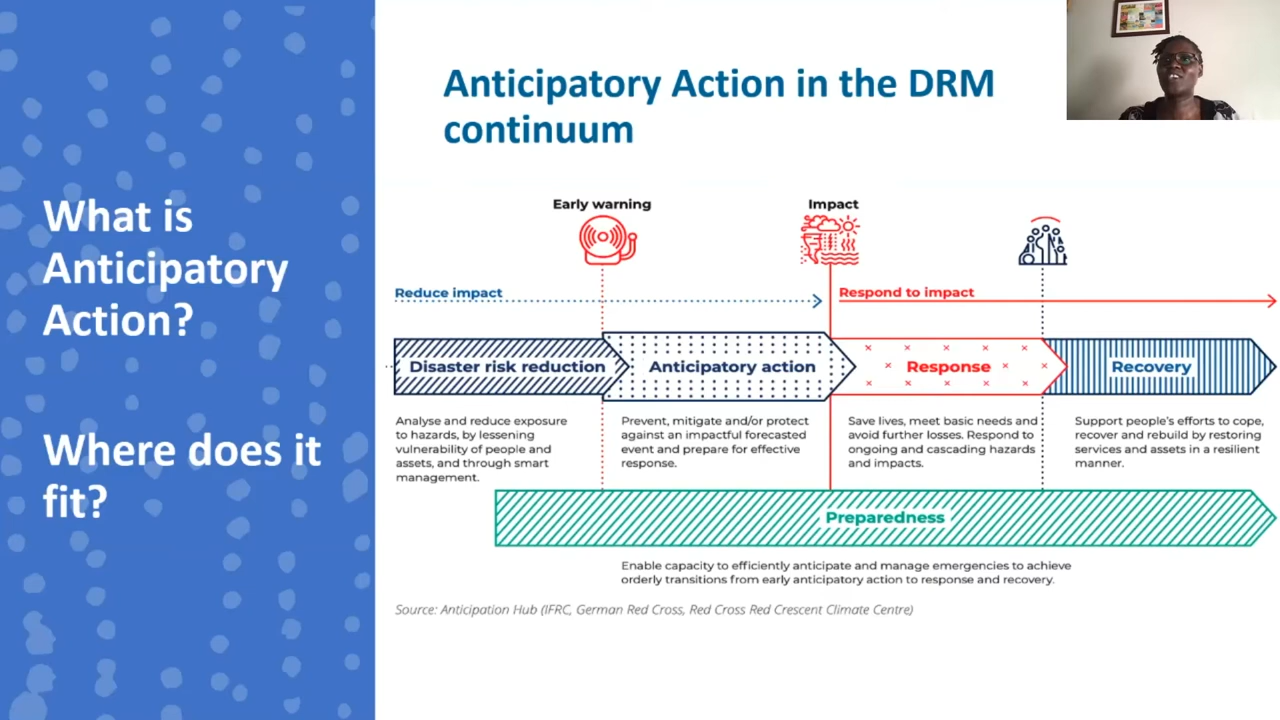 What is
Anticipatory
Action?
Where does it
fit?
Anticipatory Action in the DRM
continuum
Early warning
Impact
Reduce impact
Respond to impact
Disaster risk reduction
Anticipatory action
Response
Recovery
Analyse and reduce exposure
to hazards, by lessening
vulnerability of people and
assets, and through smart
management.
Prevent, mitigate and/or protect
against an impactful forecasted
event and prepare for effective
response.
Save lives, meet basic needs and
avoid further losses. Respond to
ongoing and cascading hazards
and impacts.
Support people's efforts to cope,
recover and rebuild by restoring
services and assets in a resilient
manner.
Preparedness
Enable capacity to efficiently anticipate and manage emergencies to achieve
orderly transitions from early anticipatory action to response and recovery.
Source: Anticipation Hub (IFRC, German Red Cross, Red Cross Red Crescent Climate Centre)